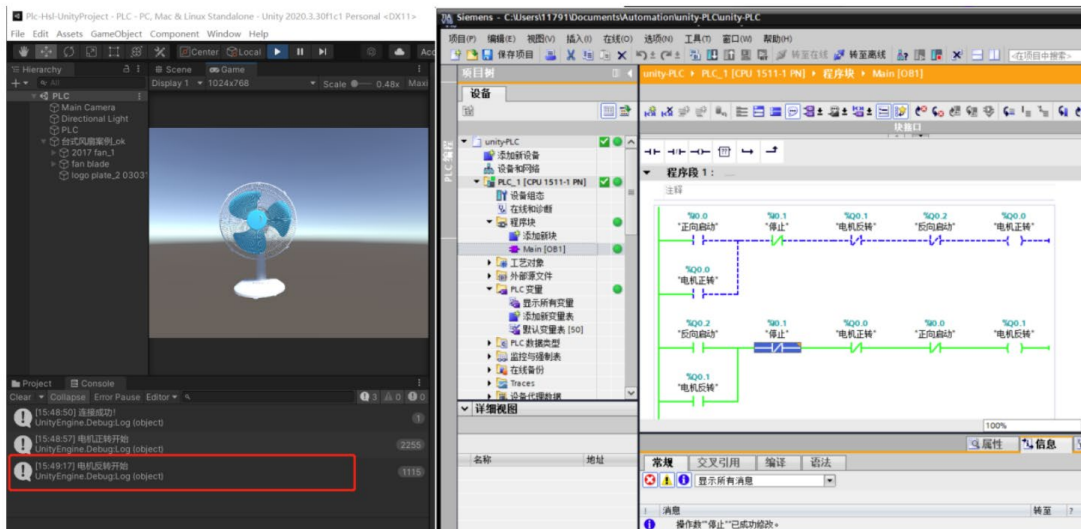 Plc-Hsl-UnityProject - PLC - PC, Mac & Linux Standalone - Unity 2020.3.30f1c1 Personal <DX11>
File Edit Assets GameObject Component Window Help
Center Local
Hierarchy
All
PLC
Main Camera
Directional Light
PLC
台式风扇案例_ok
2017 fan_1
fan blade
logo plate_2 0303
Scene Game
Display 1 1024x768 Scale 0.48x Maxi
Project Console
Clear Collapse Error Pause Editor 3 0 0
[15:48:50] 连接成功!
UnityEngine.Debug:Log (object)
1
[15:48:57] 电机正转开始
UnityEngine.Debug:Log (object)
2255
[15:49:17] 电机反转开始
UnityEngine.Debug:Log (object)
1115
Siemens - C:\Users\11791\Documents\Automation\unity-PLC\unity-PLC
项目(P) 编辑(E) 视图(V) 插入(I) 在线(O) 选项(N) 工具(T) 窗口(W) 帮助(H)
保存项目 转至在线 转至离线 <在项目中搜索>
项目树
设备
PLC 编程
unity-PLC
添加新设备
设备和网络
PLC_1 [CPU 1511-1 PN]
设备组态
在线和诊断
程序块
添加新块
Main [OB1]
工艺对象
外部源文件
PLC 变量
显示所有变量
添加新变量表
默认变量表 [50]
PLC 数据类型
监控与强制表
在线备份
Traces
设备代理数据
详细视图
名称 地址
unity-PLC PLC_1 [CPU 1511-1 PN] 程序块 Main [OB1]
块接口
程序段 1：
注释
%I0.1 %Q0.1 %Q0.0
"正向启动" "停止" "电机反转" "反向启动" "电机正转"
%Q0.0
"电机正转"
%I0.1 %Q0.0 %Q0.1
"反向启动" "停止" "电机正转" "正向启动" "电机反转"
%Q0.1
"电机反转"
100%
属性 信息
常规 交叉引用 编译 语法
显示所有消息
! 消息 转至 ?
操作数"停止"已成功修改。